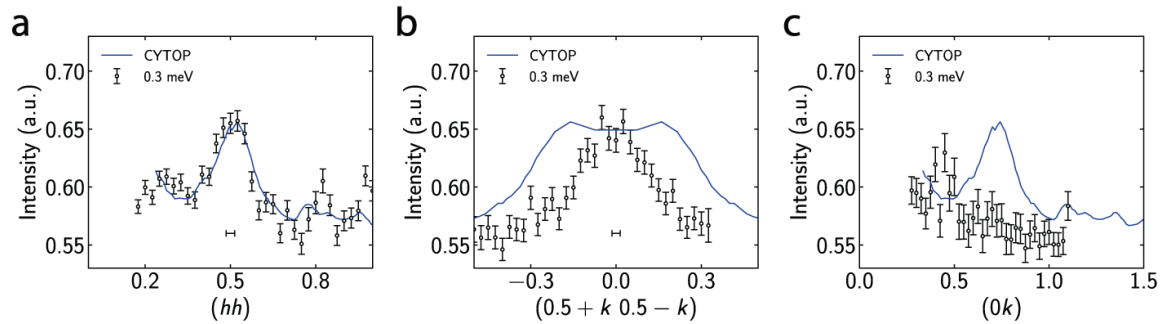 a
CYTOP
0.3 meV
0.70
0.65
0.60
0.55
Intensity (a.u.)
0.2 0.5 0.8
(hh)
b
CYTOP
0.3 meV
0.70
0.65
0.60
0.55
Intensity (a.u.)
−0.3 0.0 0.3
(0.5 + k 0.5 − k)
c
CYTOP
0.3 meV
0.70
0.65
0.60
0.55
Intensity (a.u.)
0.0 0.5 1.0 1.5
(0k)